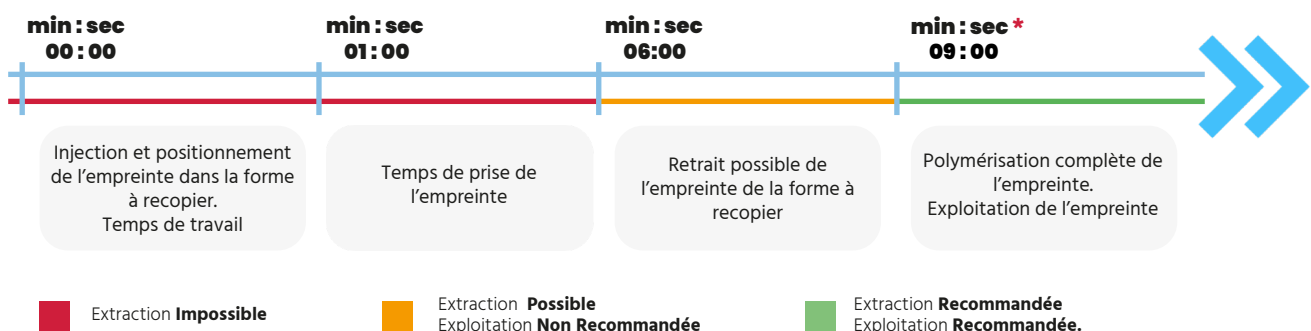 min : sec
00 : 00
min : sec
01 : 00
min : sec
06:00
min : sec *
09 : 00
Injection et positionnement
de l’empreinte dans la forme
à recopier.
Temps de travail
Temps de prise de
l’empreinte
Retrait possible de
l’empreinte de la forme à
recopier
Polymérisation complète de
l’empreinte.
Exploitation de l’empreinte
Extraction Impossible
Extraction Possible
Exploitation Non Recommandée
Extraction Recommandée
Exploitation Recommandée.